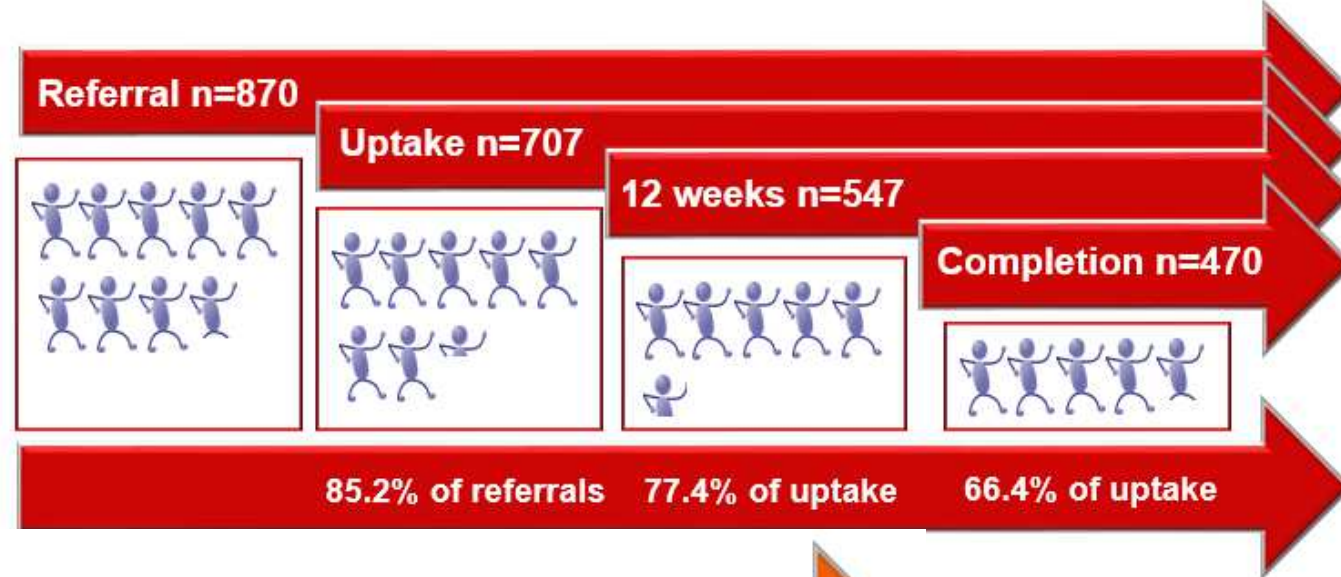 Referral n=870
Uptake n=707
12 weeks n=547
Completion n=470
85.2% of referrals
77.4% of uptake
66.4% of uptake